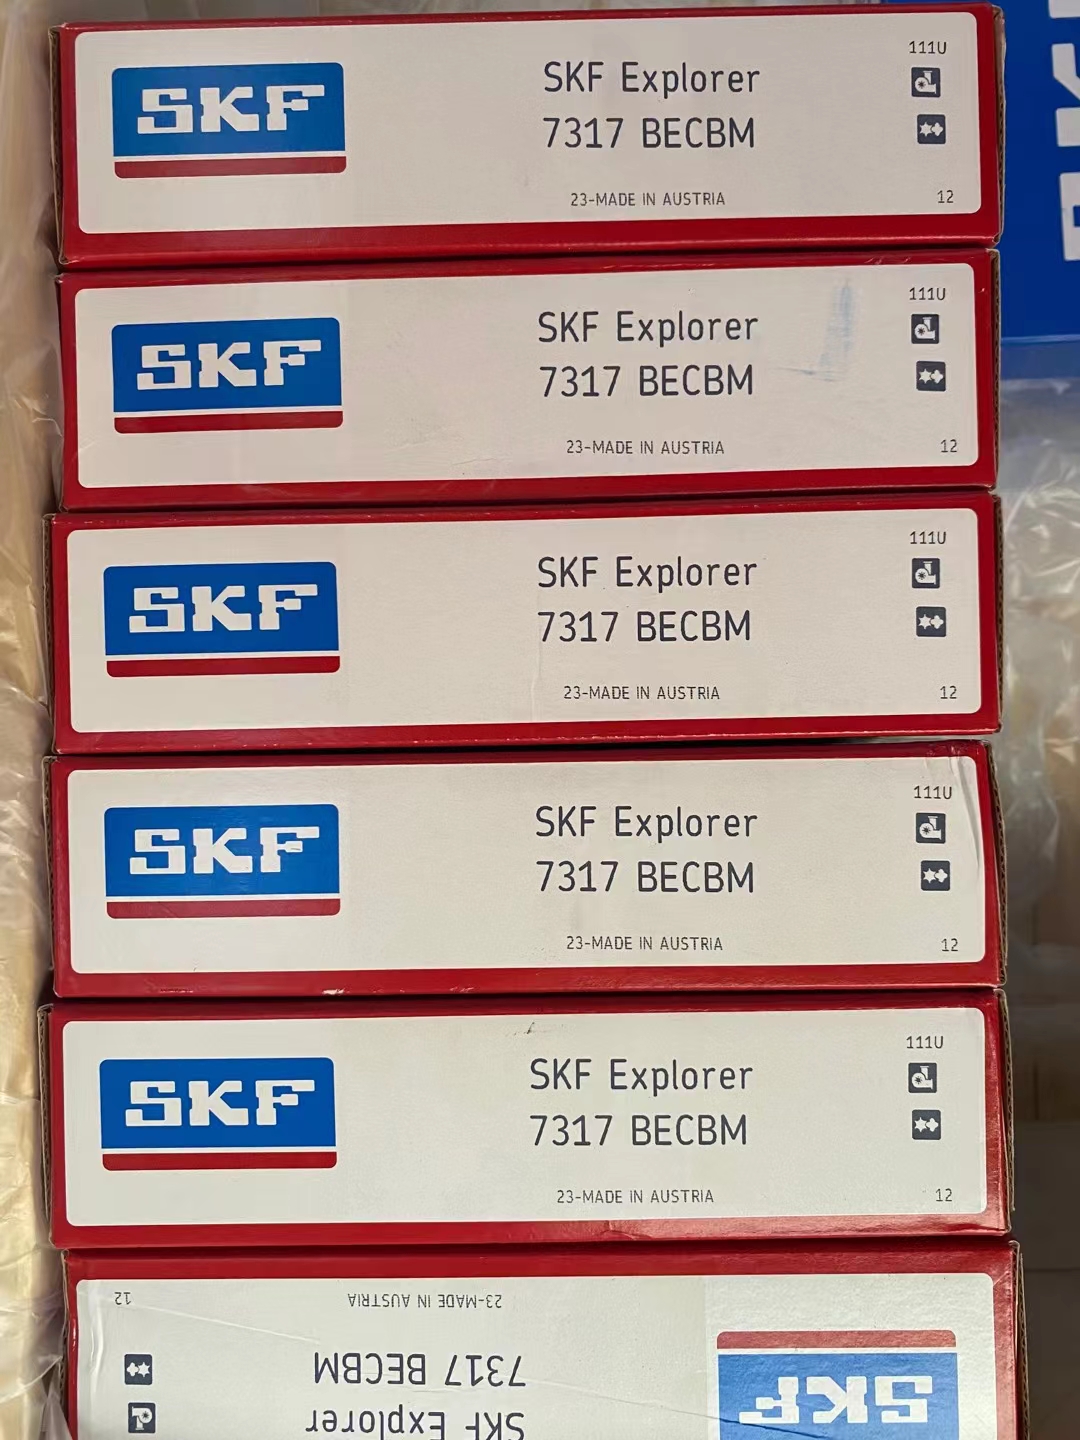 SKF
SKF Explorer
7317 BECBM
23-MADE IN AUSTRIA
111U
12
SKF
SKF Explorer
7317 BECBM
23-MADE IN AUSTRIA
111U
12
SKF
SKF Explorer
7317 BECBM
23-MADE IN AUSTRIA
111U
12
SKF
SKF Explorer
7317 BECBM
23-MADE IN AUSTRIA
111U
12
SKF
SKF Explorer
7317 BECBM
23-MADE IN AUSTRIA
111U
12
SKF
SKF Explorer
7317 BECBM
23-MADE IN AUSTRIA
12